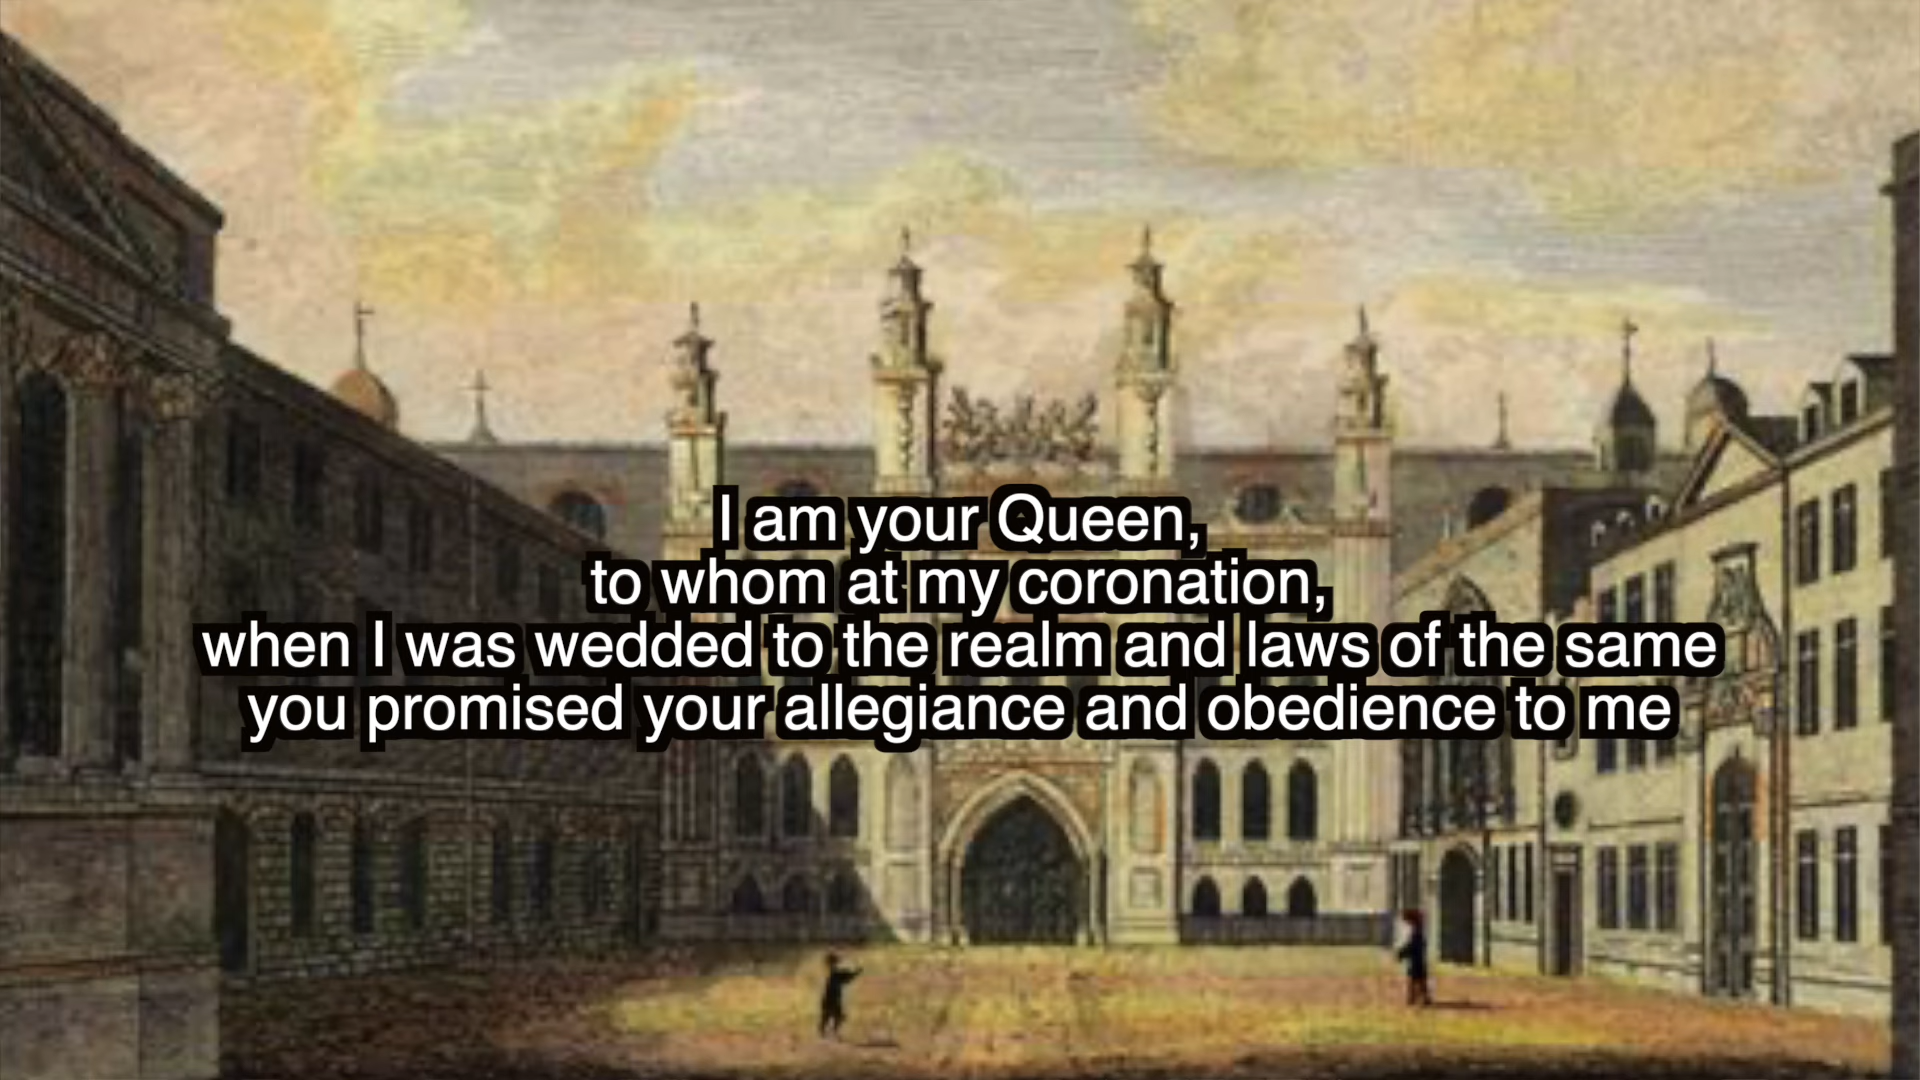 I am your Queen,
to whom at my coronation,
when I was wedded to the realm and laws of the same
you promised your allegiance and obedience to me